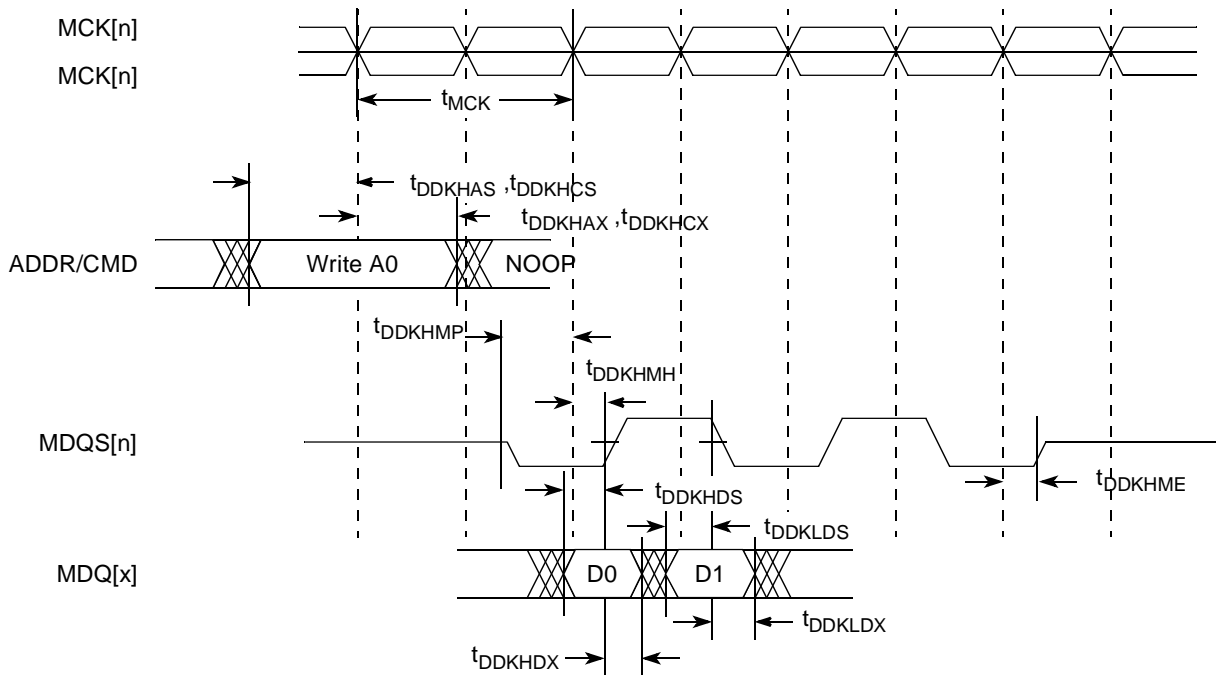 MCK[n]
MCK[n]
tMCK
tDDKHAS ,tDDKHCS
tDDKHAX ,tDDKHCX
ADDR/CMD
Write A0
NOOP
tDDKHMP
tDDKHMH
MDQS[n]
tDDKHME
tDDKHDS
tDDKLDS
MDQ[x]
D0
D1
tDDKLDX
tDDKHDX